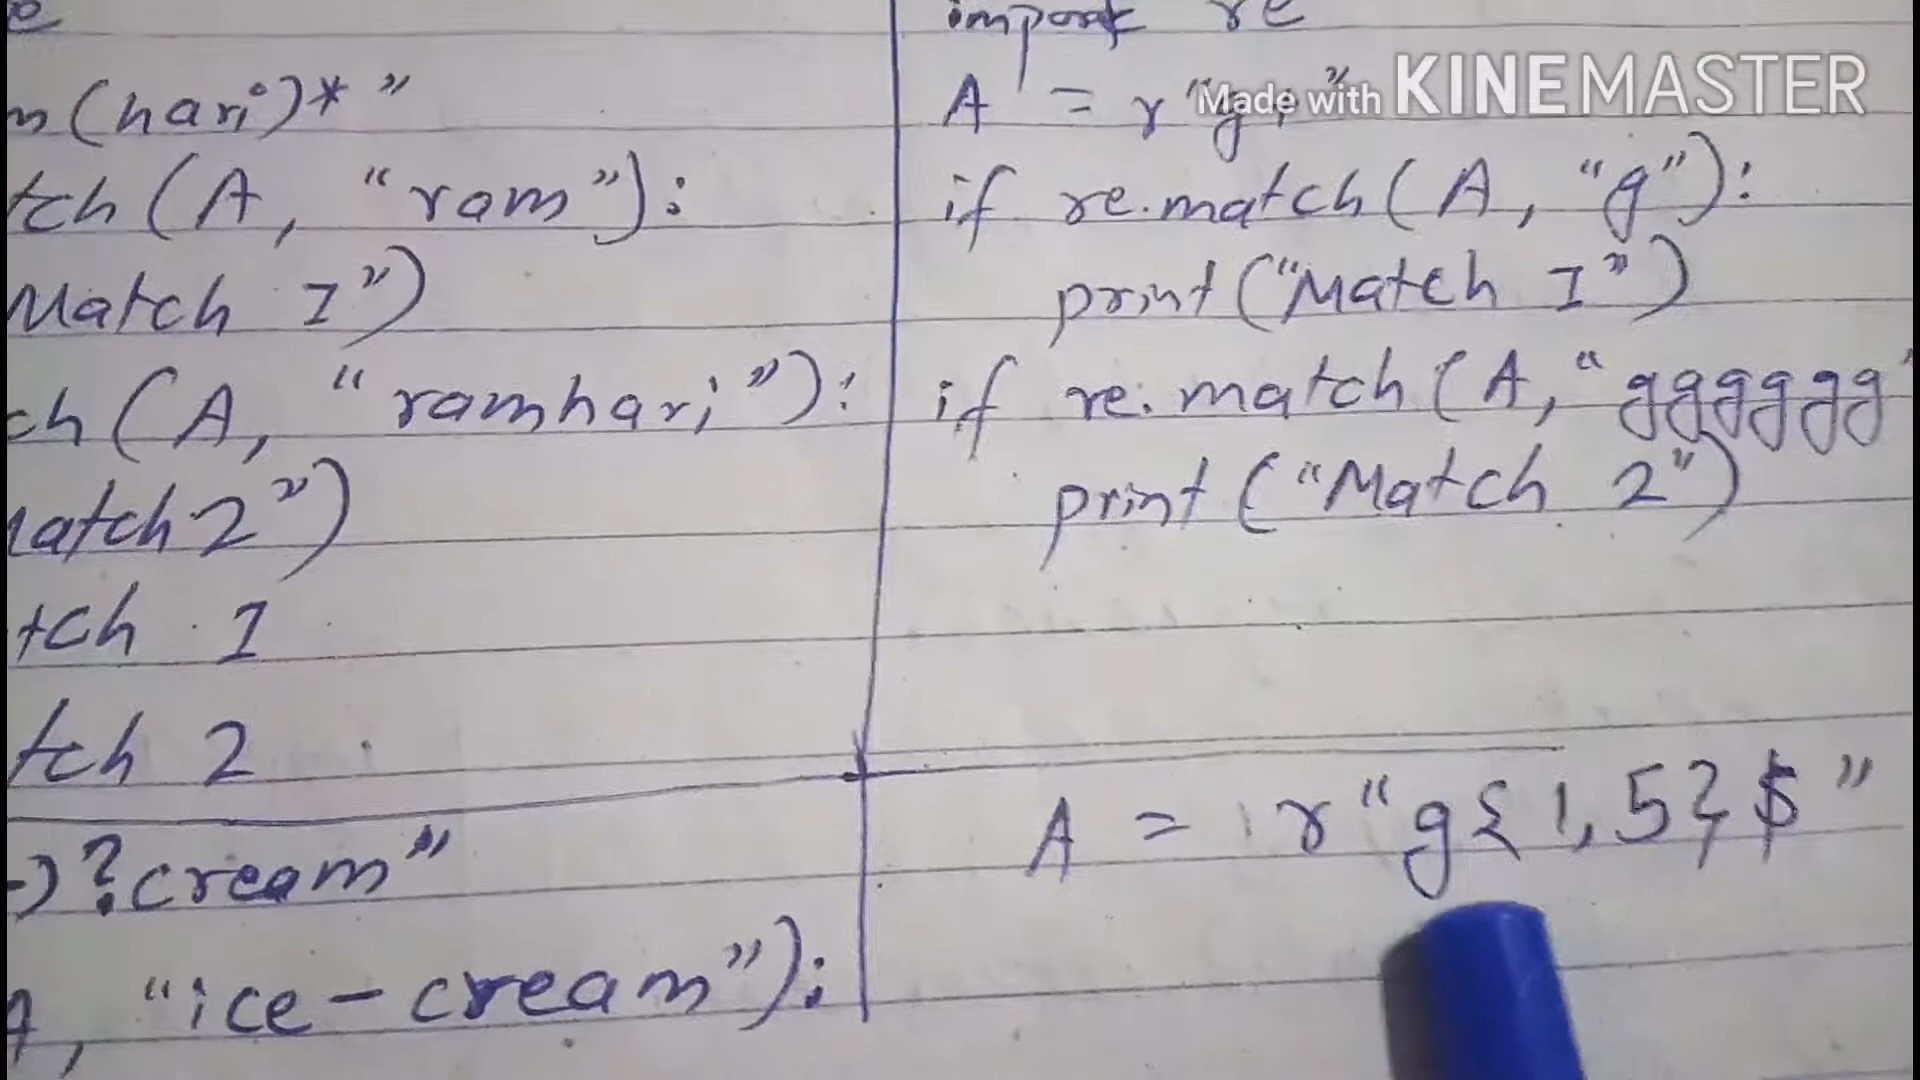 e
m (hari)*"
tch (A, "ram"):
Match 1")
ch (A, "ramhari"):
Match 2")
tch 1
tch 2
-)?cream"
A, "ice-cream"):
import re
A = r"g
Made with KINEMASTER
if re.match(A, "g"):
print("Match 1")
if re.match(A, "gggggg"
print("Match 2")
A = r"g{1,5}$"